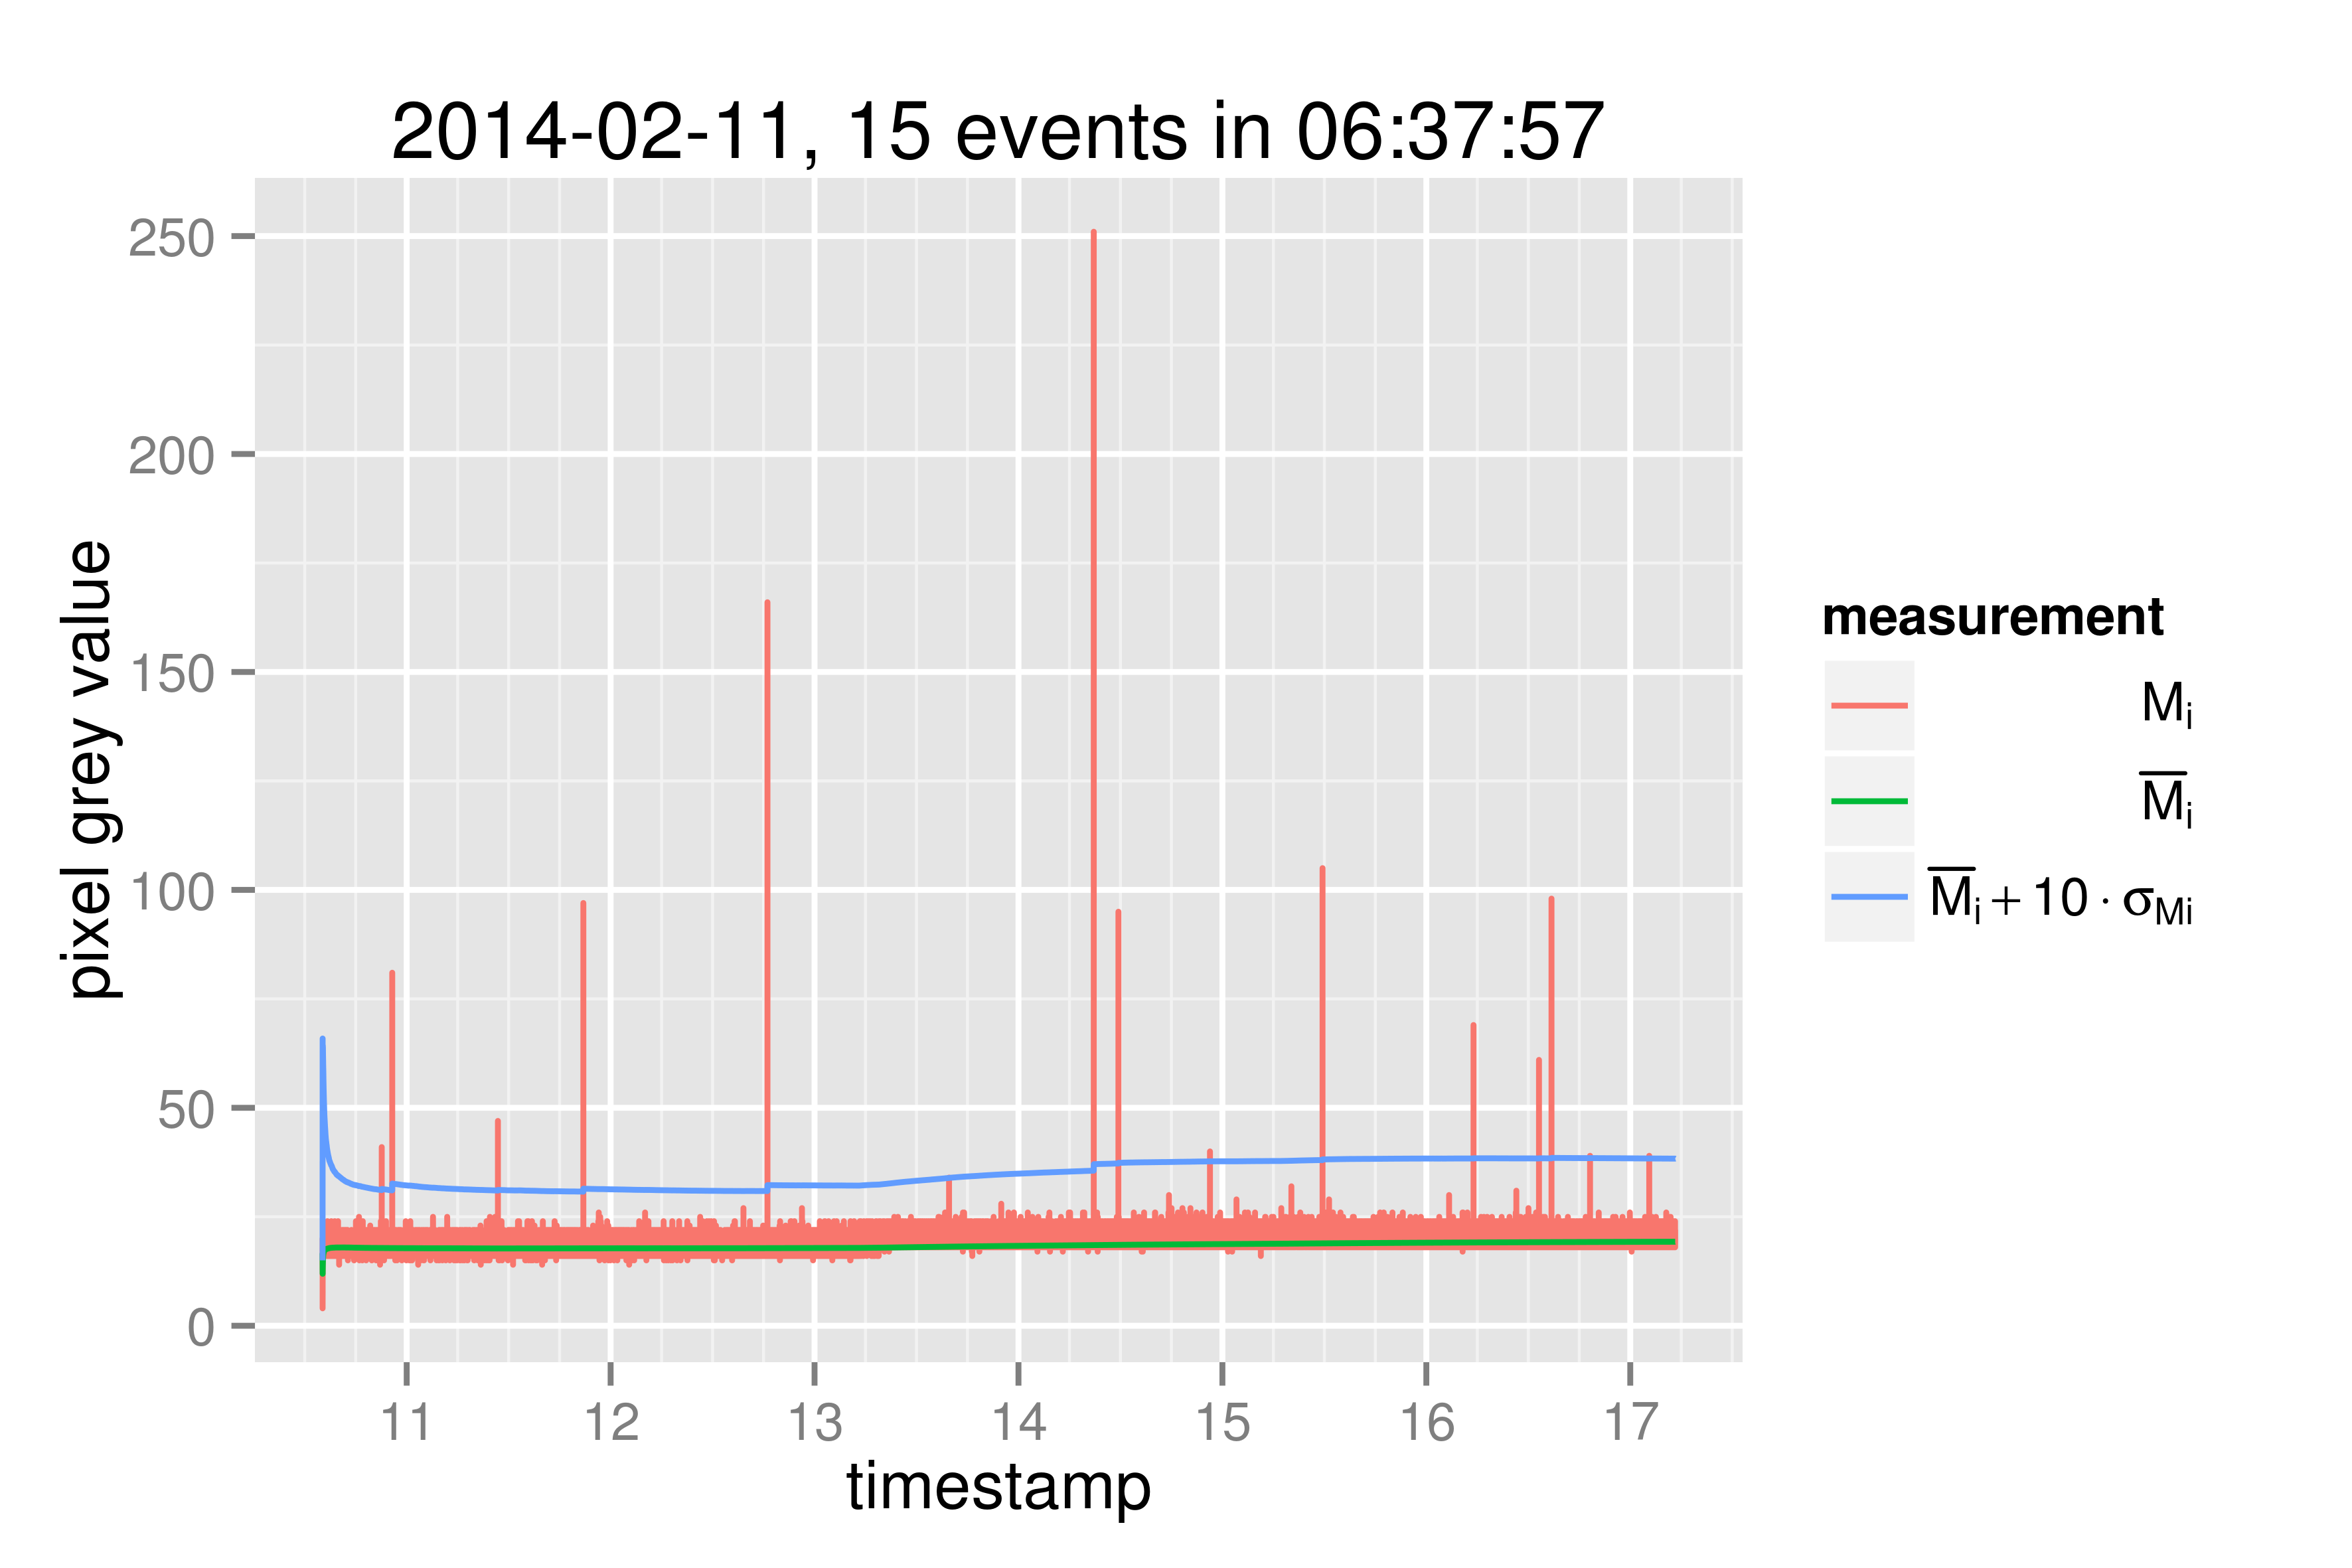 2014-02-11, 15 events in 06:37:57
pixel grey value
250
200
150
100
50
0
11 12 13 14 15 16 17
timestamp
measurement
Mᵢ
M̅ᵢ
M̅ᵢ + 10 · σ_Mi